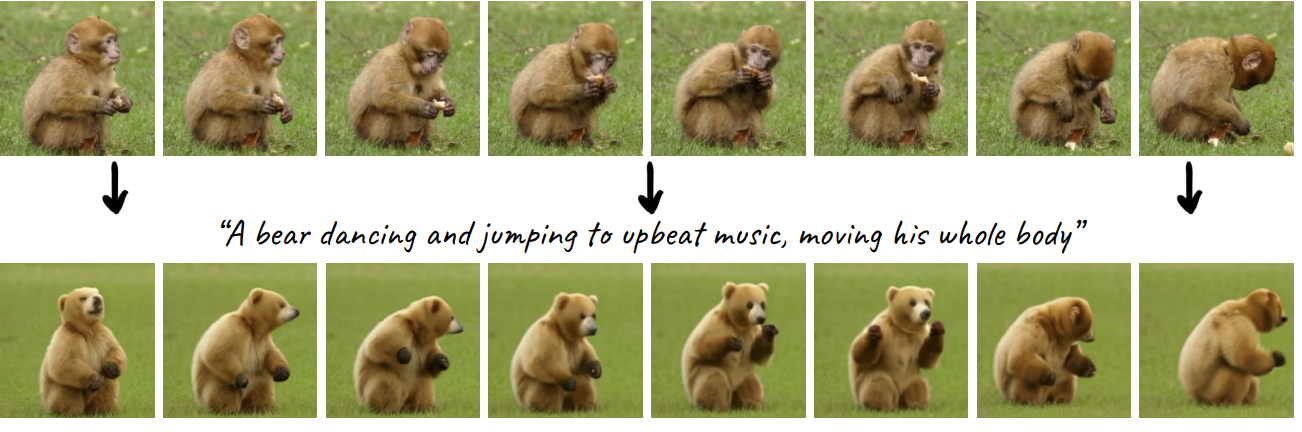 “A bear dancing and jumping to upbeat music, moving his whole body”